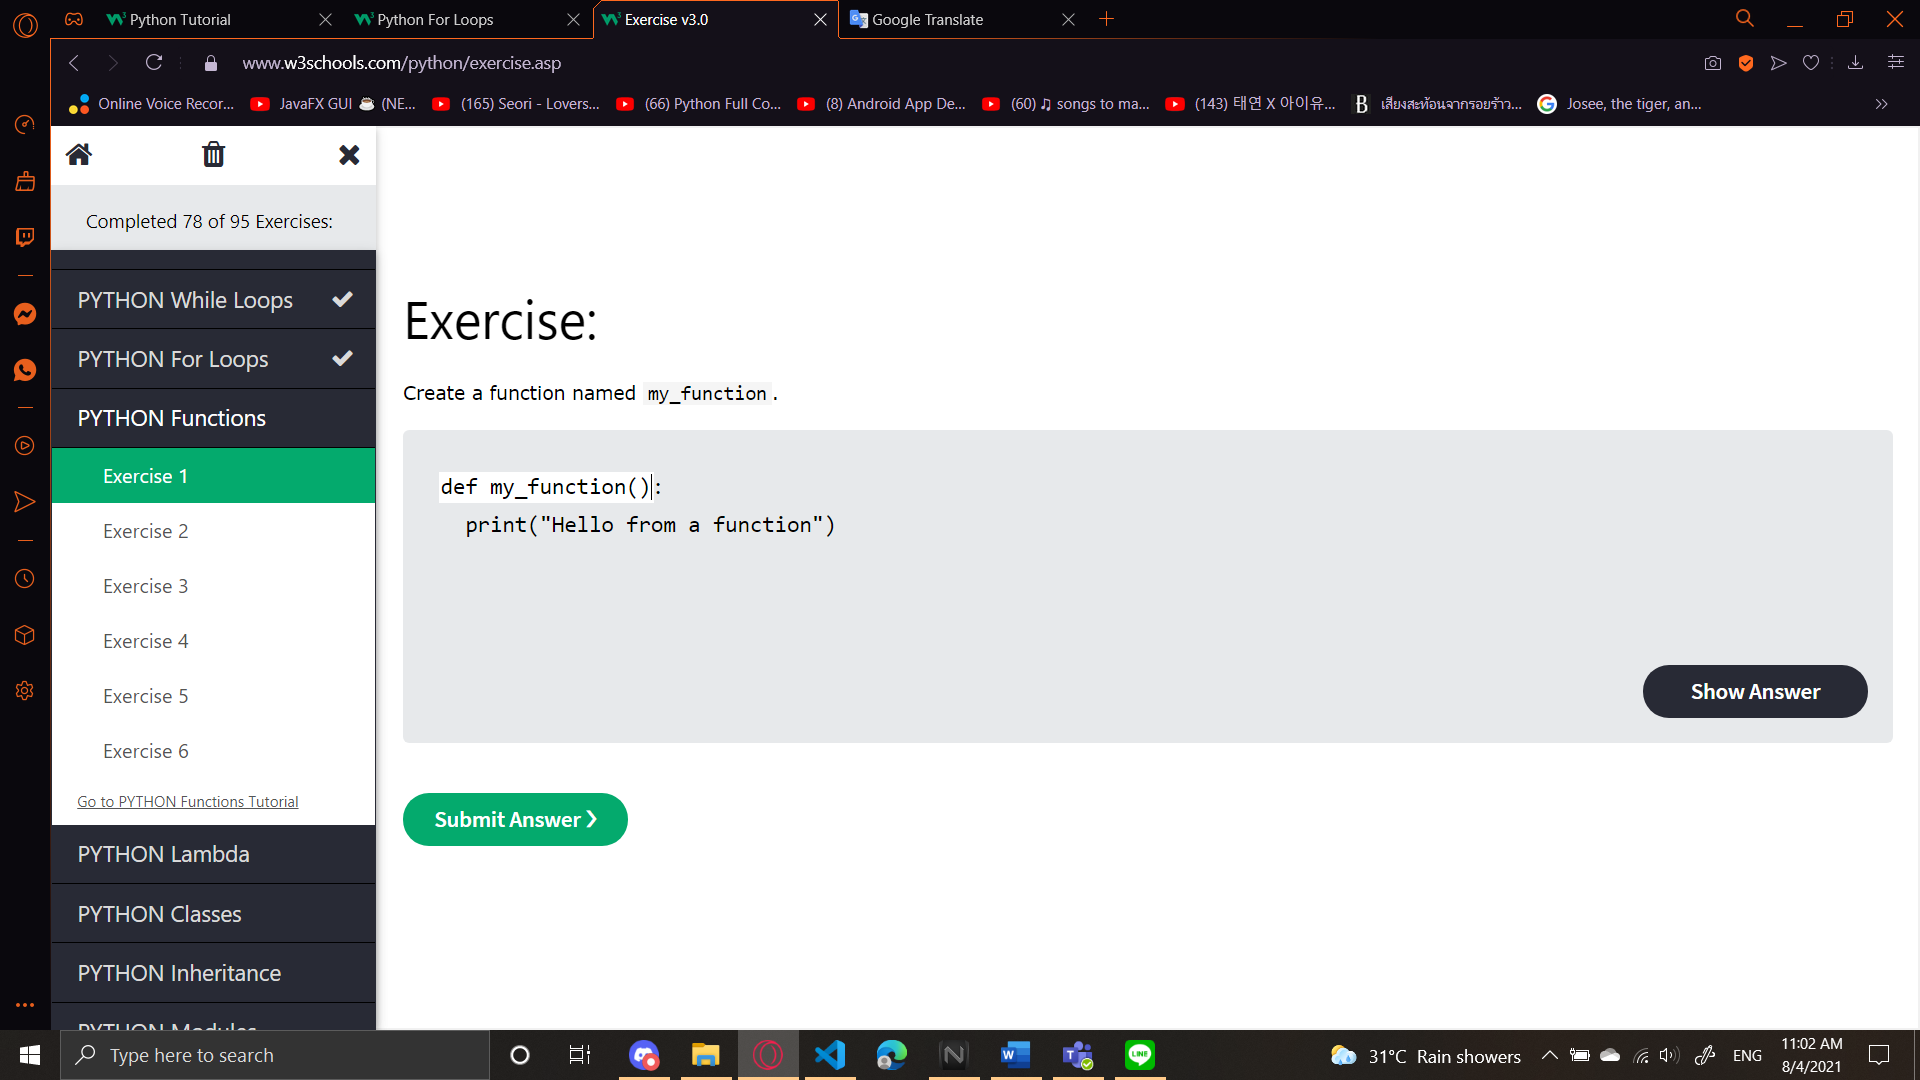 Python Tutorial
Python For Loops
Exercise v3.0
Google Translate
www.w3schools.com/python/exercise.asp
Online Voice Recor...
JavaFX GUI ☕ (NE...
(165) Seori - Lovers...
(66) Python Full Co...
(8) Android App De...
(60) ♫ songs to ma...
(143) 태연 X 아이유...
เสียงสะท้อนจากรอยร้าว...
Josee, the tiger, an...
Completed 78 of 95 Exercises:
PYTHON While Loops
PYTHON For Loops
PYTHON Functions
Exercise 1
Exercise 2
Exercise 3
Exercise 4
Exercise 5
Exercise 6
Go to PYTHON Functions Tutorial
PYTHON Lambda
PYTHON Classes
PYTHON Inheritance
PYTHON Modules
Exercise:
Create a function named my_function.
def my_function():
print("Hello from a function")
Show Answer
Submit Answer ❯
Type here to search
31°C Rain showers
ENG
11:02 AM
8/4/2021